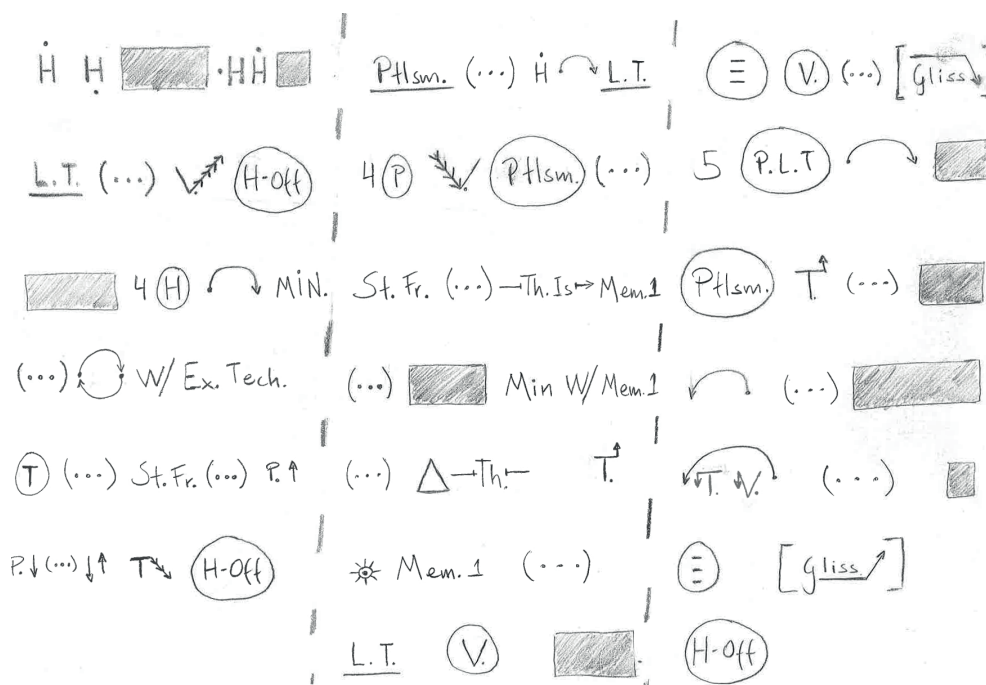 Ḣ Ḥ ·HḢ
L.T. (...) V. H-Off
4 H MIN.
(...) W/ Ex. Tech.
T (...) St. Fr. (...) P.↑
P.↓ (...) ↓↑ T H-Off
Ptlsm. (...) Ḣ L.T.
4 P V. Ptlsm. (...)
St. Fr. (...) Th. Is Mem.1
(...) Min W/ Mem.1
(...) △ Th. T.
Mem. 1 (...)
L.T. V.
Ξ V. (...) [Gliss.]
5 P.L.T
Ptlsm. T. (...)
(...)
T. V. (...)
Ξ [Gliss.]
H-Off